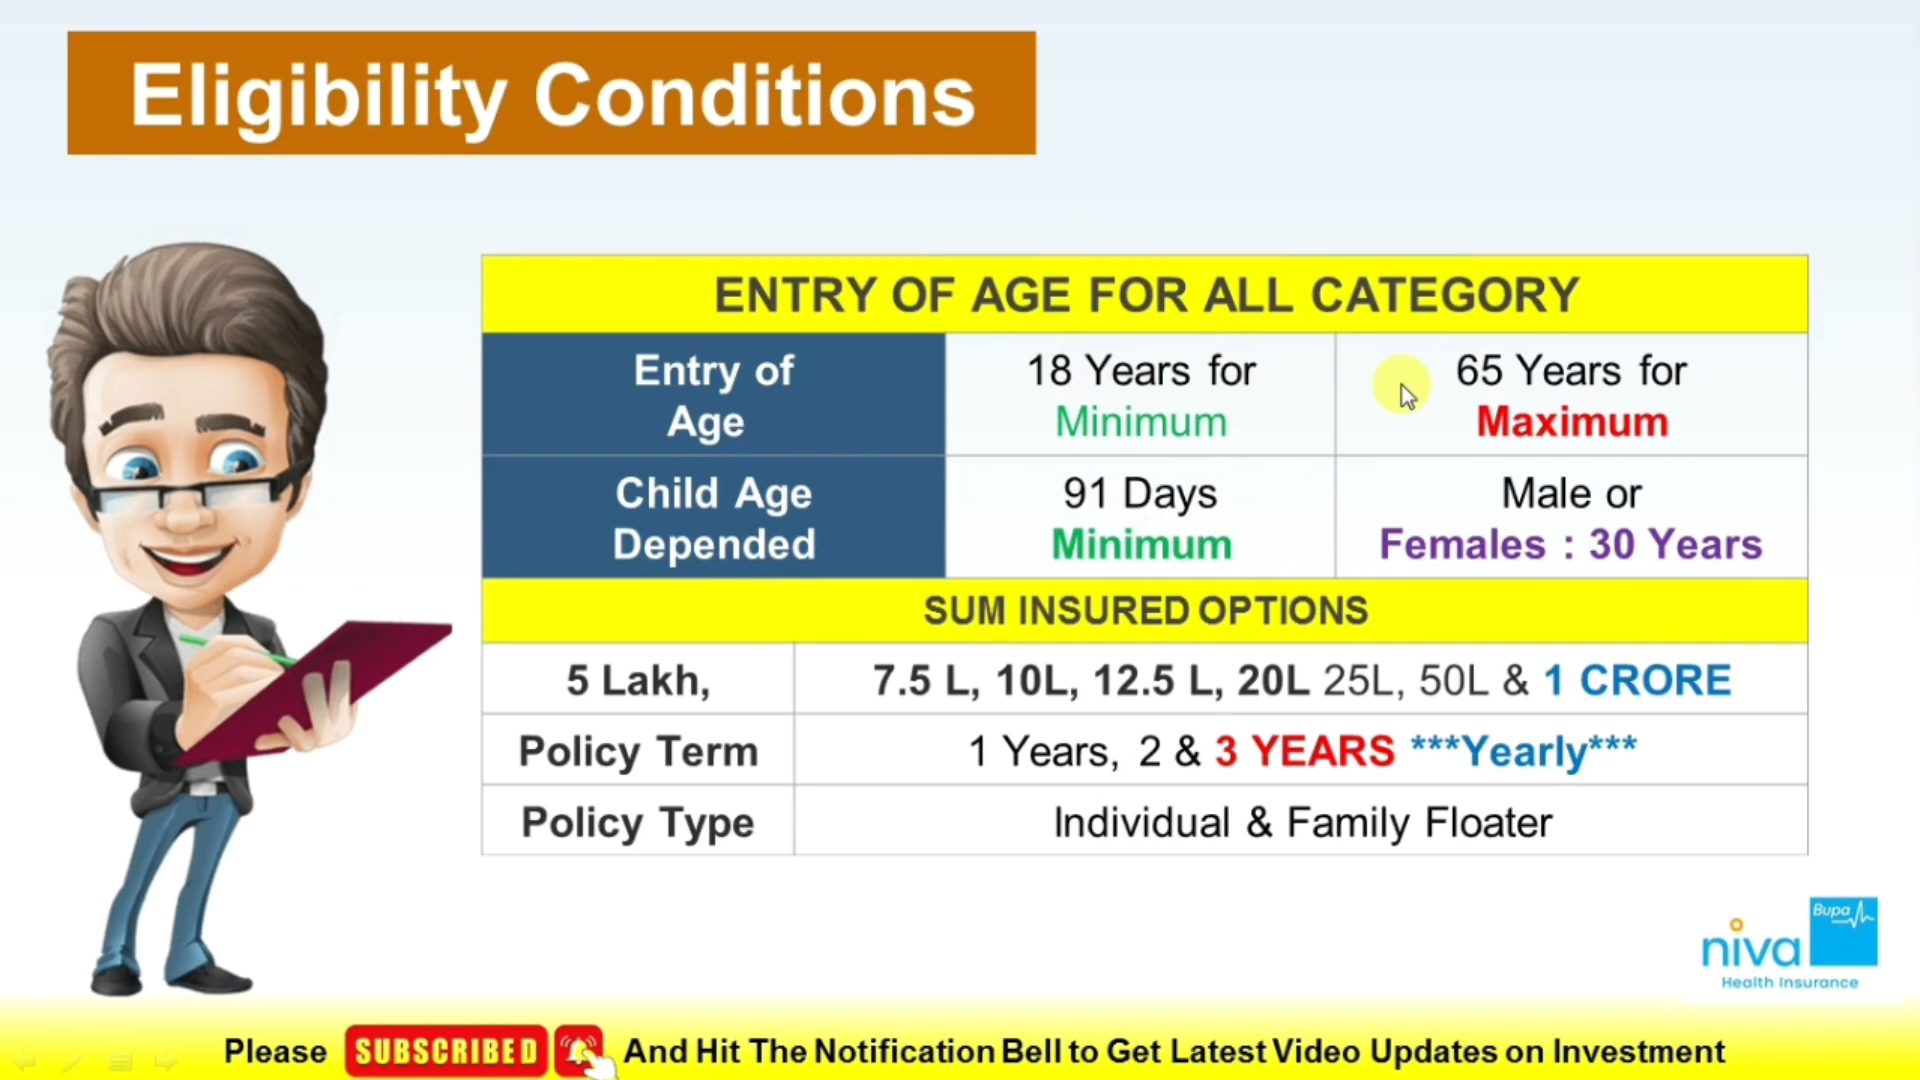 Eligibility Conditions
ENTRY OF AGE FOR ALL CATEGORY
Entry of
Age
18 Years for
Minimum
65 Years for
Maximum
Child Age
Depended
91 Days
Minimum
Male or
Females : 30 Years
SUM INSURED OPTIONS
5 Lakh,
7.5 L, 10L, 12.5 L, 20L 25L, 50L & 1 CRORE
Policy Term
1 Years, 2 & 3 YEARS ***Yearly***
Policy Type
Individual & Family Floater
Bupa
niva
Health Insurance
Please SUBSCRIBED And Hit The Notification Bell to Get Latest Video Updates on Investment